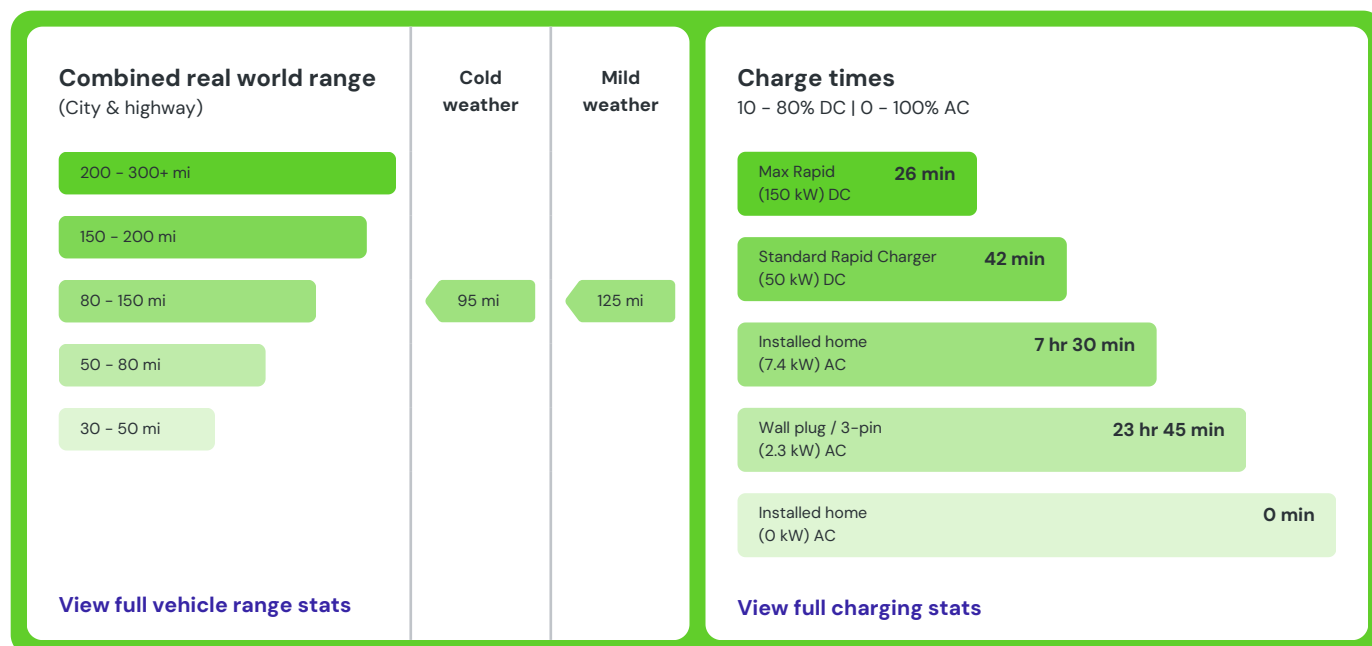 Combined real world range
(City & highway)
Cold
weather
Mild
weather
200 - 300+ mi
150 - 200 mi
80 - 150 mi
95 mi
125 mi
50 - 80 mi
30 - 50 mi
View full vehicle range stats
Charge times
10 - 80% DC | 0 - 100% AC
Max Rapid
(150 kW) DC
26 min
Standard Rapid Charger
(50 kW) DC
42 min
Installed home
(7.4 kW) AC
7 hr 30 min
Wall plug / 3-pin
(2.3 kW) AC
23 hr 45 min
Installed home
(0 kW) AC
0 min
View full charging stats